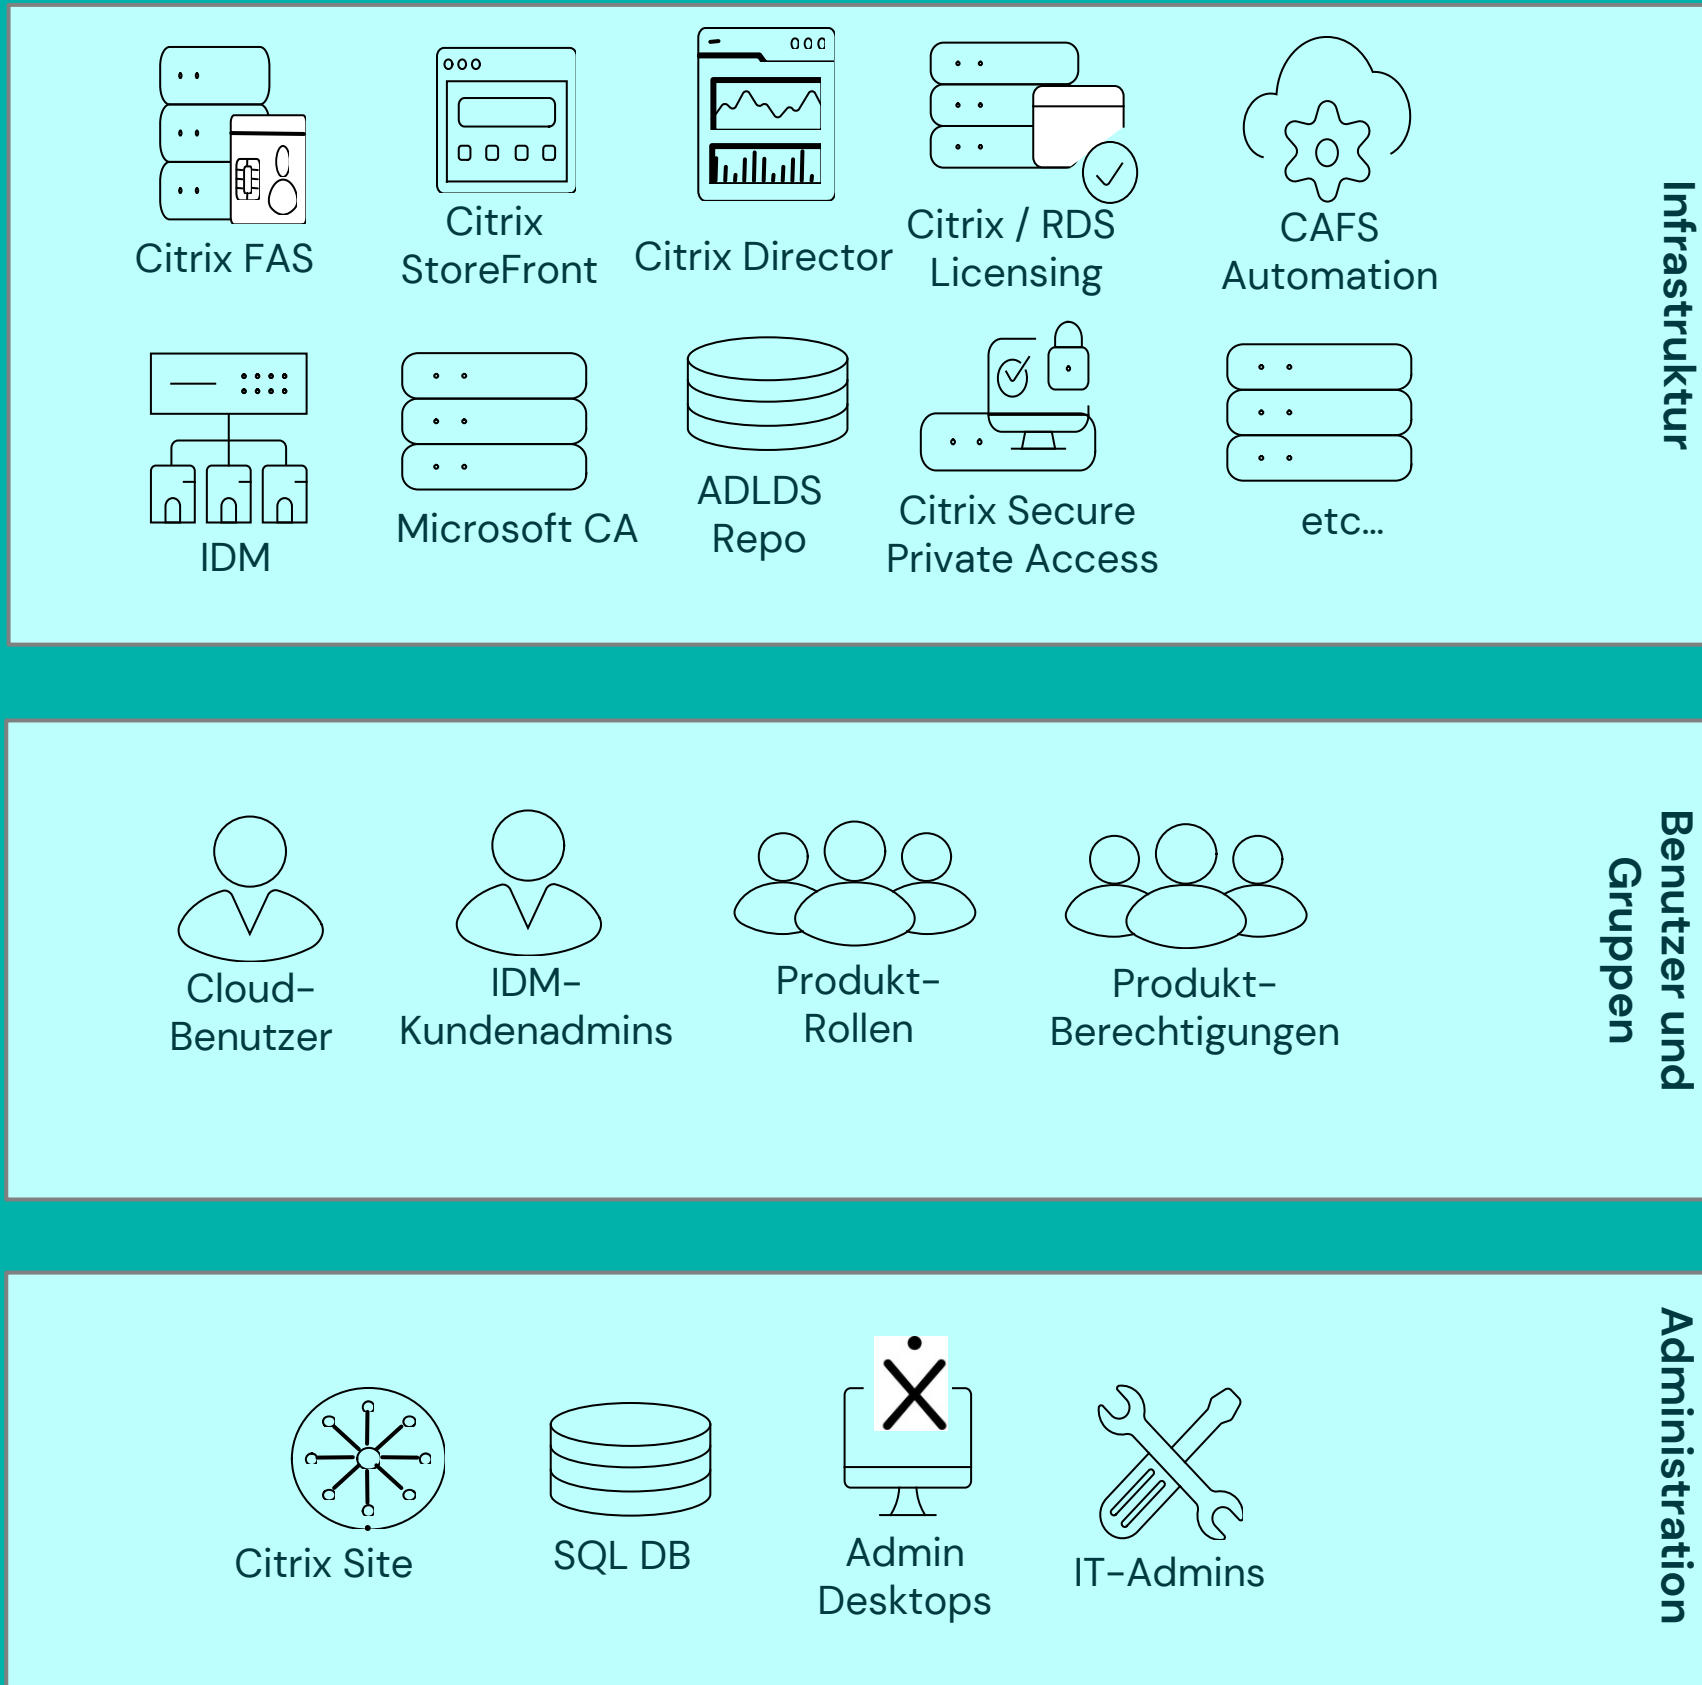 Citrix FAS
Citrix
StoreFront
Citrix Director
Citrix / RDS
Licensing
CAFS
Automation
IDM
Microsoft CA
ADLDS
Repo
Citrix Secure
Private Access
etc...
Infrastruktur
Cloud-
Benutzer
IDM-
Kundenadmins
Produkt-
Rollen
Produkt-
Berechtigungen
Benutzer und
Gruppen
Citrix Site
SQL DB
Admin
Desktops
IT-Admins
Administration